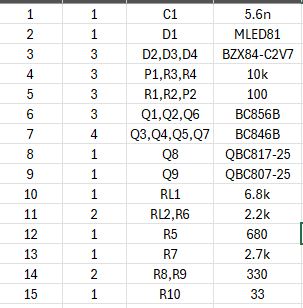 1 1 C1 5.6n
2 1 D1 MLED81
3 3 D2,D3,D4 BZX84-C2V7
4 3 P1,R3,R4 10k
5 3 R1,R2,P2 100
6 3 Q1,Q2,Q6 BC856B
7 4 Q3,Q4,Q5,Q7 BC846B
8 1 Q8 QBC817-25
9 1 Q9 QBC807-25
10 1 RL1 6.8k
11 2 RL2,R6 2.2k
12 1 R5 680
13 1 R7 2.7k
14 2 R8,R9 330
15 1 R10 33